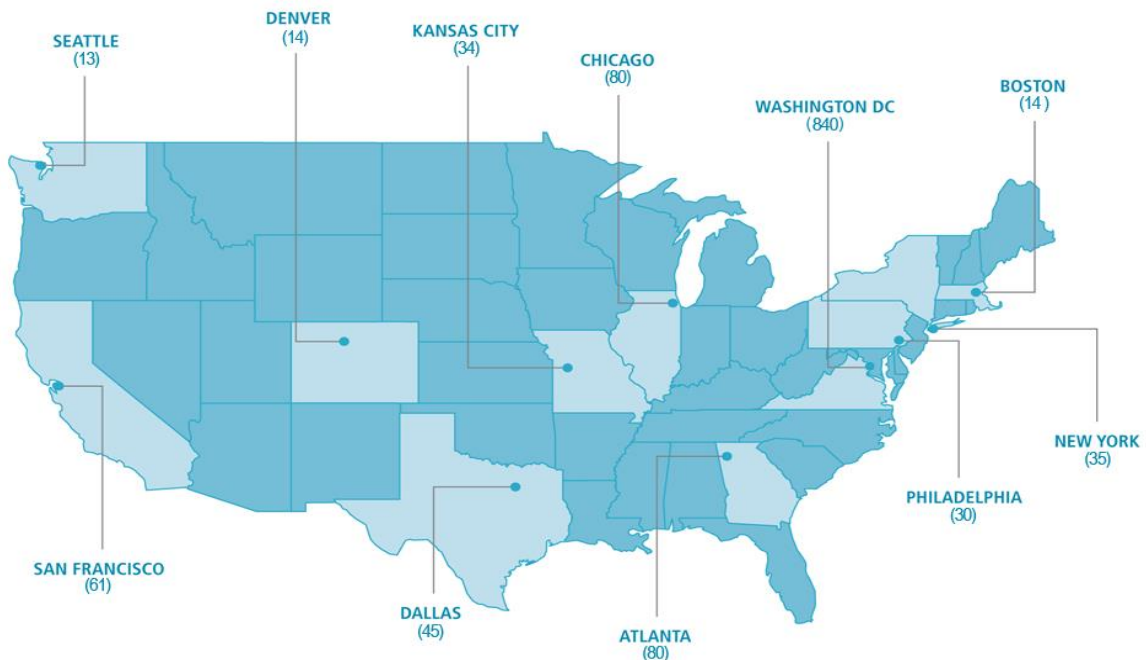 DENVER
(14)
KANSAS CITY
(34)
SEATTLE
(13)
CHICAGO
(80)
BOSTON
(14 )
WASHINGTON DC
(840)
NEW YORK
(35)
PHILADELPHIA
(30)
SAN FRANCISCO
(61)
DALLAS
(45)
ATLANTA
(80)